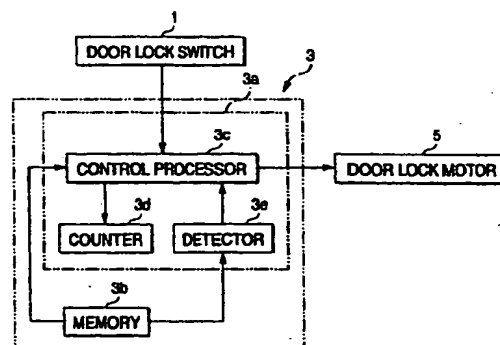 1
DOOR LOCK SWITCH
3
3a
3c
CONTROL PROCESSOR
5
DOOR LOCK MOTOR
3d
COUNTER
3e
DETECTOR
3b
MEMORY